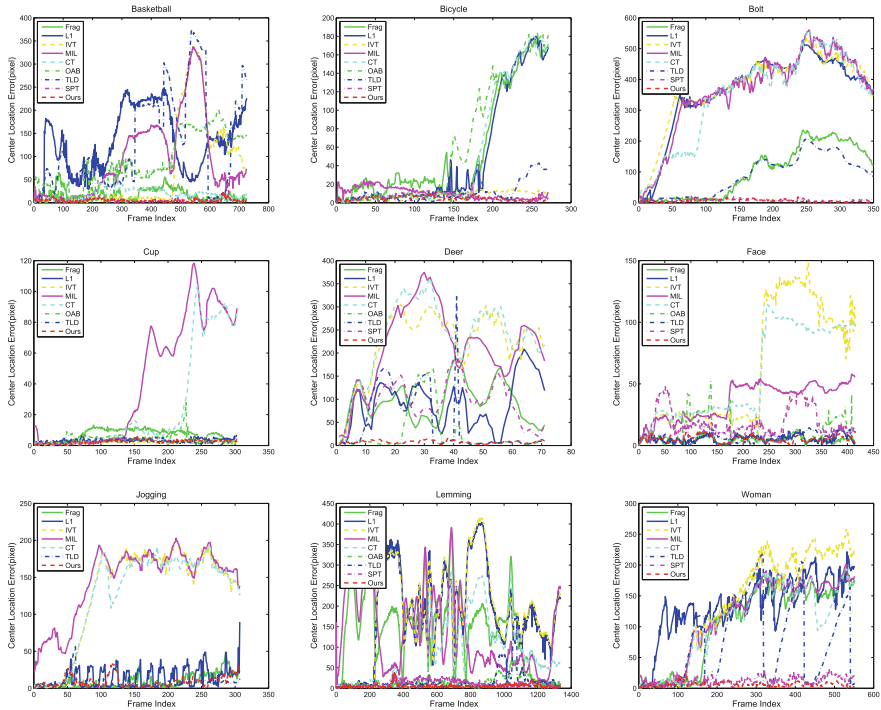 Basketball
Center Location Error(pixel)
400
350
300
250
200
150
100
50
0
Frag
L1
IVT
MIL
CT
OAB
TLD
SPT
Ours
0 100 200 300 400 500 600 700 800
Frame Index
Bicycle
Center Location Error(pixel)
200
180
160
140
120
100
80
60
40
20
0
Frag
L1
IVT
MIL
CT
OAB
TLD
SPT
Ours
0 50 100 150 200 250 300
Frame Index
Bolt
Center Location Error(pixel)
600
500
400
300
200
100
0
Frag
L1
IVT
MIL
CT
TLD
SPT
Ours
0 50 100 150 200 250 300 350
Frame Index
Cup
Center Location Error(pixel)
120
100
80
60
40
20
0
Frag
L1
IVT
MIL
CT
OAB
TLD
Ours
0 50 100 150 200 250 300 350
Frame Index
Deer
Center Location Error(pixel)
400
350
300
250
200
150
100
50
0
Frag
L1
IVT
MIL
CT
OAB
TLD
SPT
Ours
0 10 20 30 40 50 60 70 80
Frame Index
Face
Center Location Error(pixel)
150
100
50
0
Frag
L1
IVT
MIL
CT
OAB
TLD
SPT
Ours
0 50 100 150 200 250 300 350 400 450
Frame Index
Jogging
Center Location Error(pixel)
250
200
150
100
50
0
Frag
L1
IVT
MIL
CT
TLD
Ours
0 50 100 150 200 250 300 350
Frame Index
Lemming
Center Location Error(pixel)
450
400
350
300
250
200
150
100
50
0
Frag
L1
IVT
MIL
CT
OAB
TLD
SPT
Ours
0 200 400 600 800 1000 1200 1400
Frame Index
Woman
Center Location Error(pixel)
300
250
200
150
100
50
0
Frag
L1
IVT
MIL
CT
TLD
SPT
Ours
0 100 200 300 400 500 600
Frame Index